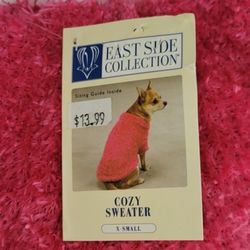 EAST SIDE
COLLECTION
Sizing Guide Inside
$13.99
COZY
SWEATER
X-SMALL